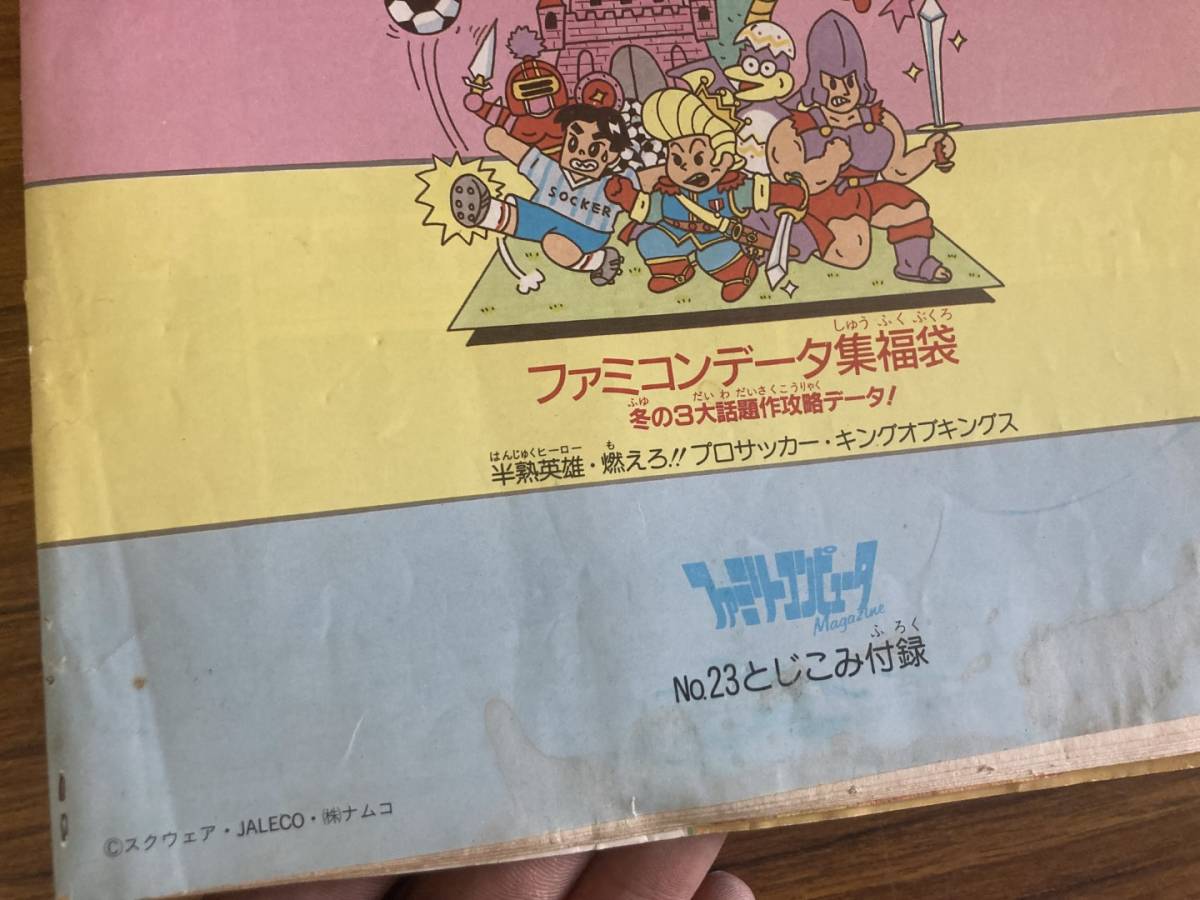 SOCKER
しゅう ふく ぶくろ
ファミコンデータ集福袋
ふゆ だい わ だいさくこうりゃく
冬の3大話題作攻略データ!
はんじゅくヒーロー も
半熟英雄・燃えろ!!プロサッカー・キングオブキングス
ファミリーコンピュータ
Magazine
ふろく
No.23とじこみ付録
©スクウェア・JALECO・㈱ナムコ